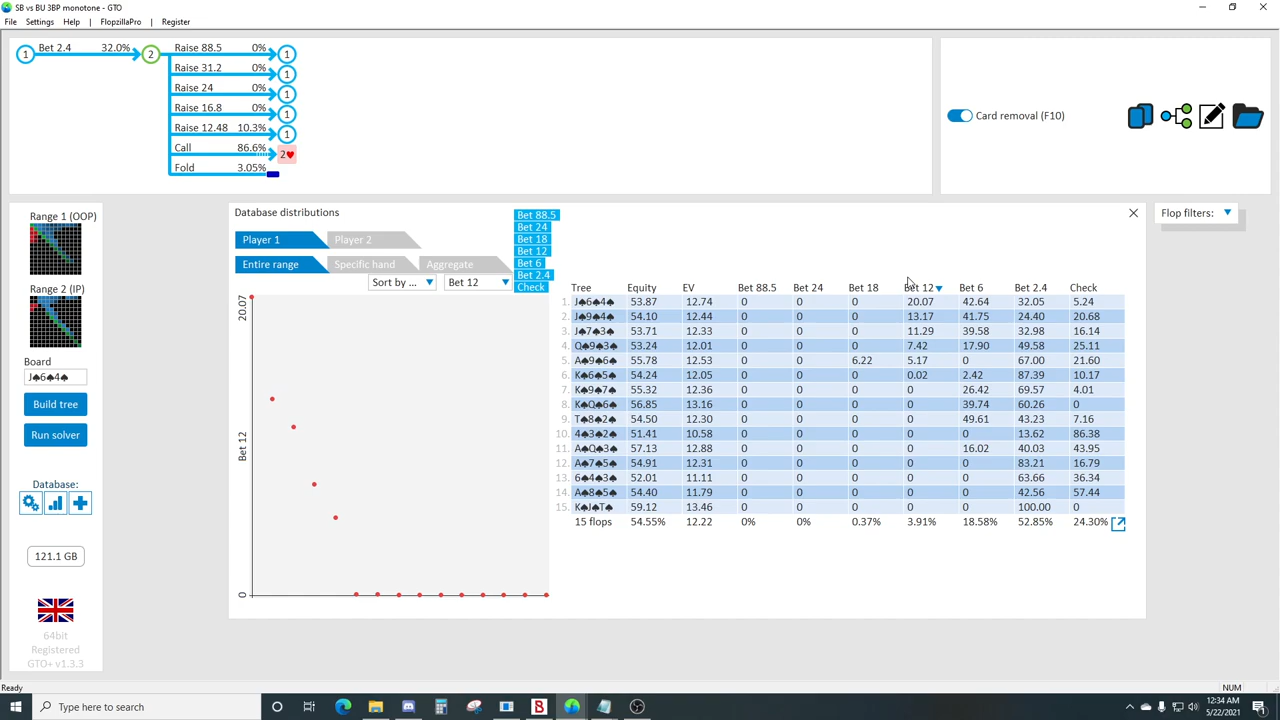 SB vs BU 3BP monotone - GTO
File Settings Help FlopzillaPro Register
1 Bet 2.4 32.0% 2 Raise 88.5 0% 1
Raise 31.2 0% 1
Raise 24 0% 1
Raise 16.8 0% 1
Raise 12.48 10.3% 1
Call 86.6% 2♥
Fold 3.05%
Card removal (F10)
Range 1 (OOP)
Range 2 (IP)
Board
J♠6♠4♠
Build tree
Run solver
Database:
121.1 GB
64bit
Registered
GTO+ v1.3.3
Database distributions
Player 1 Player 2
Entire range Specific hand Aggregate
Sort by ... Bet 12
Bet 88.5
Bet 24
Bet 18
Bet 12
Bet 6
Bet 2.4
Check
Flop filters:
20.07
Bet 12
0
Tree Equity EV Bet 88.5 Bet 24 Bet 18 Bet 12 Bet 6 Bet 2.4 Check
1. J♠6♠4♠ 53.87 12.74 0 0 0 20.07 42.64 32.05 5.24
2. J♠9♠4♠ 54.10 12.44 0 0 0 13.17 41.75 24.40 20.68
3. J♠7♠3♠ 53.71 12.33 0 0 0 11.29 39.58 32.98 16.14
4. Q♠9♠3♠ 53.24 12.01 0 0 0 7.42 17.90 49.58 25.11
5. A♠9♠6♠ 55.78 12.53 0 0 6.22 5.17 0 67.00 21.60
6. K♠6♠5♠ 54.24 12.05 0 0 0 0.02 2.42 87.39 10.17
7. K♠9♠7♠ 55.32 12.36 0 0 0 0 26.42 69.57 4.01
8. K♠Q♠6♠ 56.85 13.16 0 0 0 0 39.74 60.26 0
9. T♠8♠2♠ 54.50 12.30 0 0 0 0 49.61 43.23 7.16
10. 4♠3♠2♠ 51.41 10.58 0 0 0 0 0 13.62 86.38
11. A♠Q♠3♠ 57.13 12.88 0 0 0 0 16.02 40.03 43.95
12. A♠7♠5♠ 54.91 12.31 0 0 0 0 0 83.21 16.79
13. 6♠4♠3♠ 52.01 11.11 0 0 0 0 0 63.66 36.34
14. A♠8♠5♠ 54.40 11.79 0 0 0 0 0 42.56 57.44
15. K♠J♠T♠ 59.12 13.46 0 0 0 0 0 100.00 0
15 flops 54.55% 12.22 0% 0% 0.37% 3.91% 18.58% 52.85% 24.30%
Ready
NUM
Type here to search
12:34 AM
5/22/2021